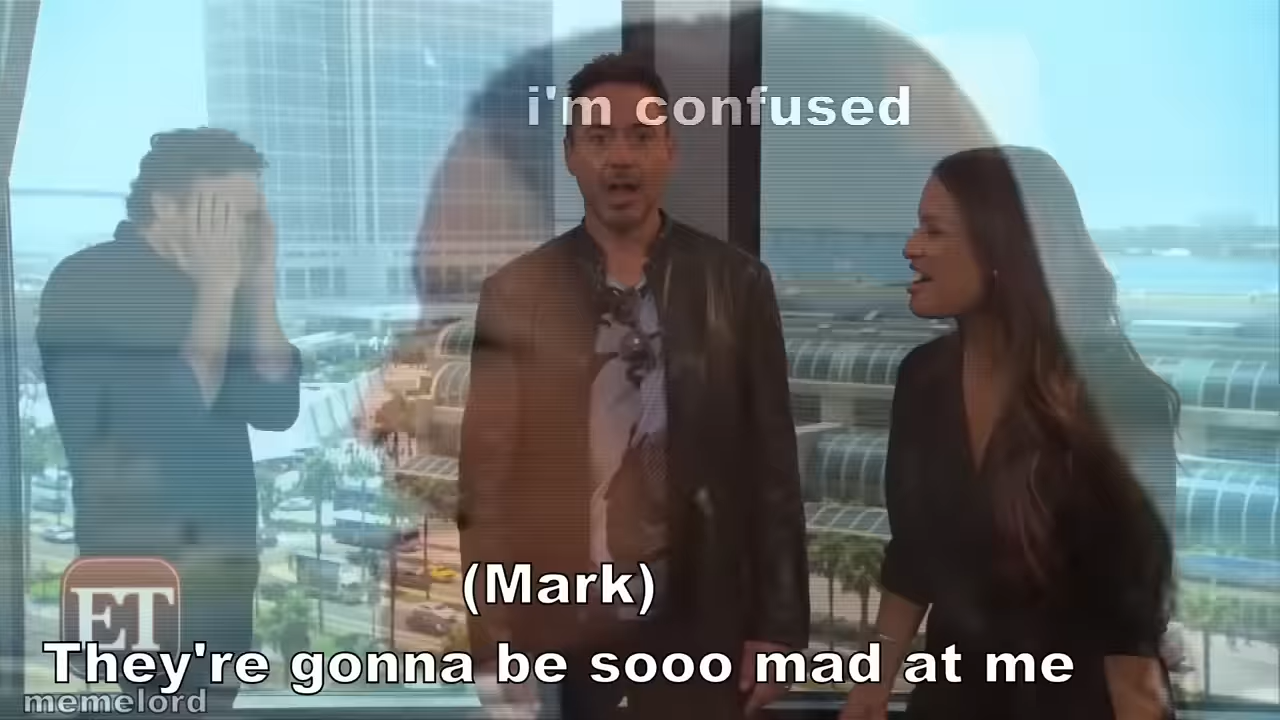 i'm confused
(Mark)
They're gonna be sooo mad at me
ET
memelord